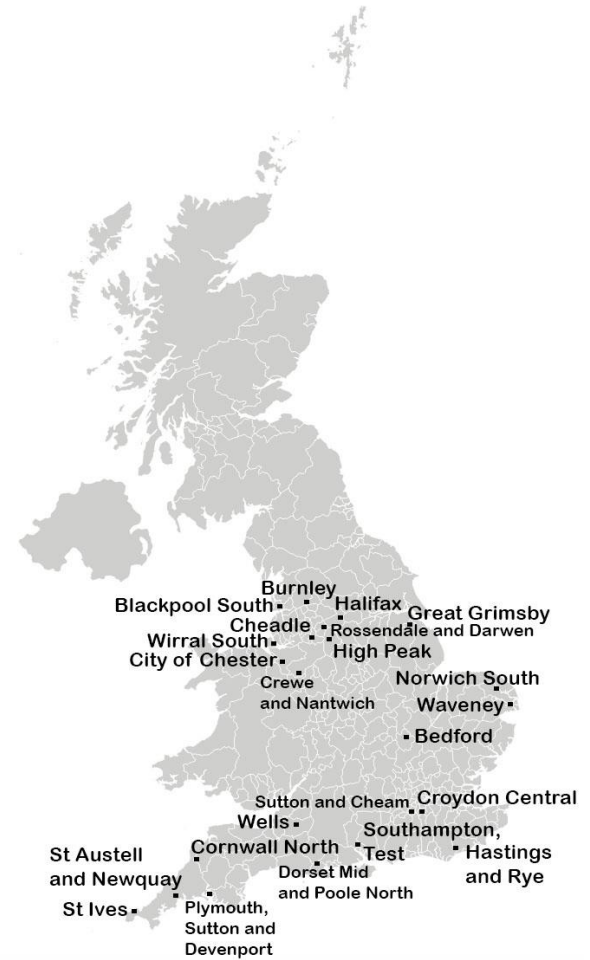 Burnley
Blackpool South
Halifax
Great Grimsby
Cheadle
Rossendale and Darwen
Wirral South
High Peak
City of Chester
Crewe
and Nantwich
Norwich South
Waveney
Bedford
Sutton and Cheam
Croydon Central
Wells
Southampton,
Test
Cornwall North
Hastings
and Rye
St Austell
and Newquay
Dorset Mid
and Poole North
St Ives
Plymouth,
Sutton and
Devenport